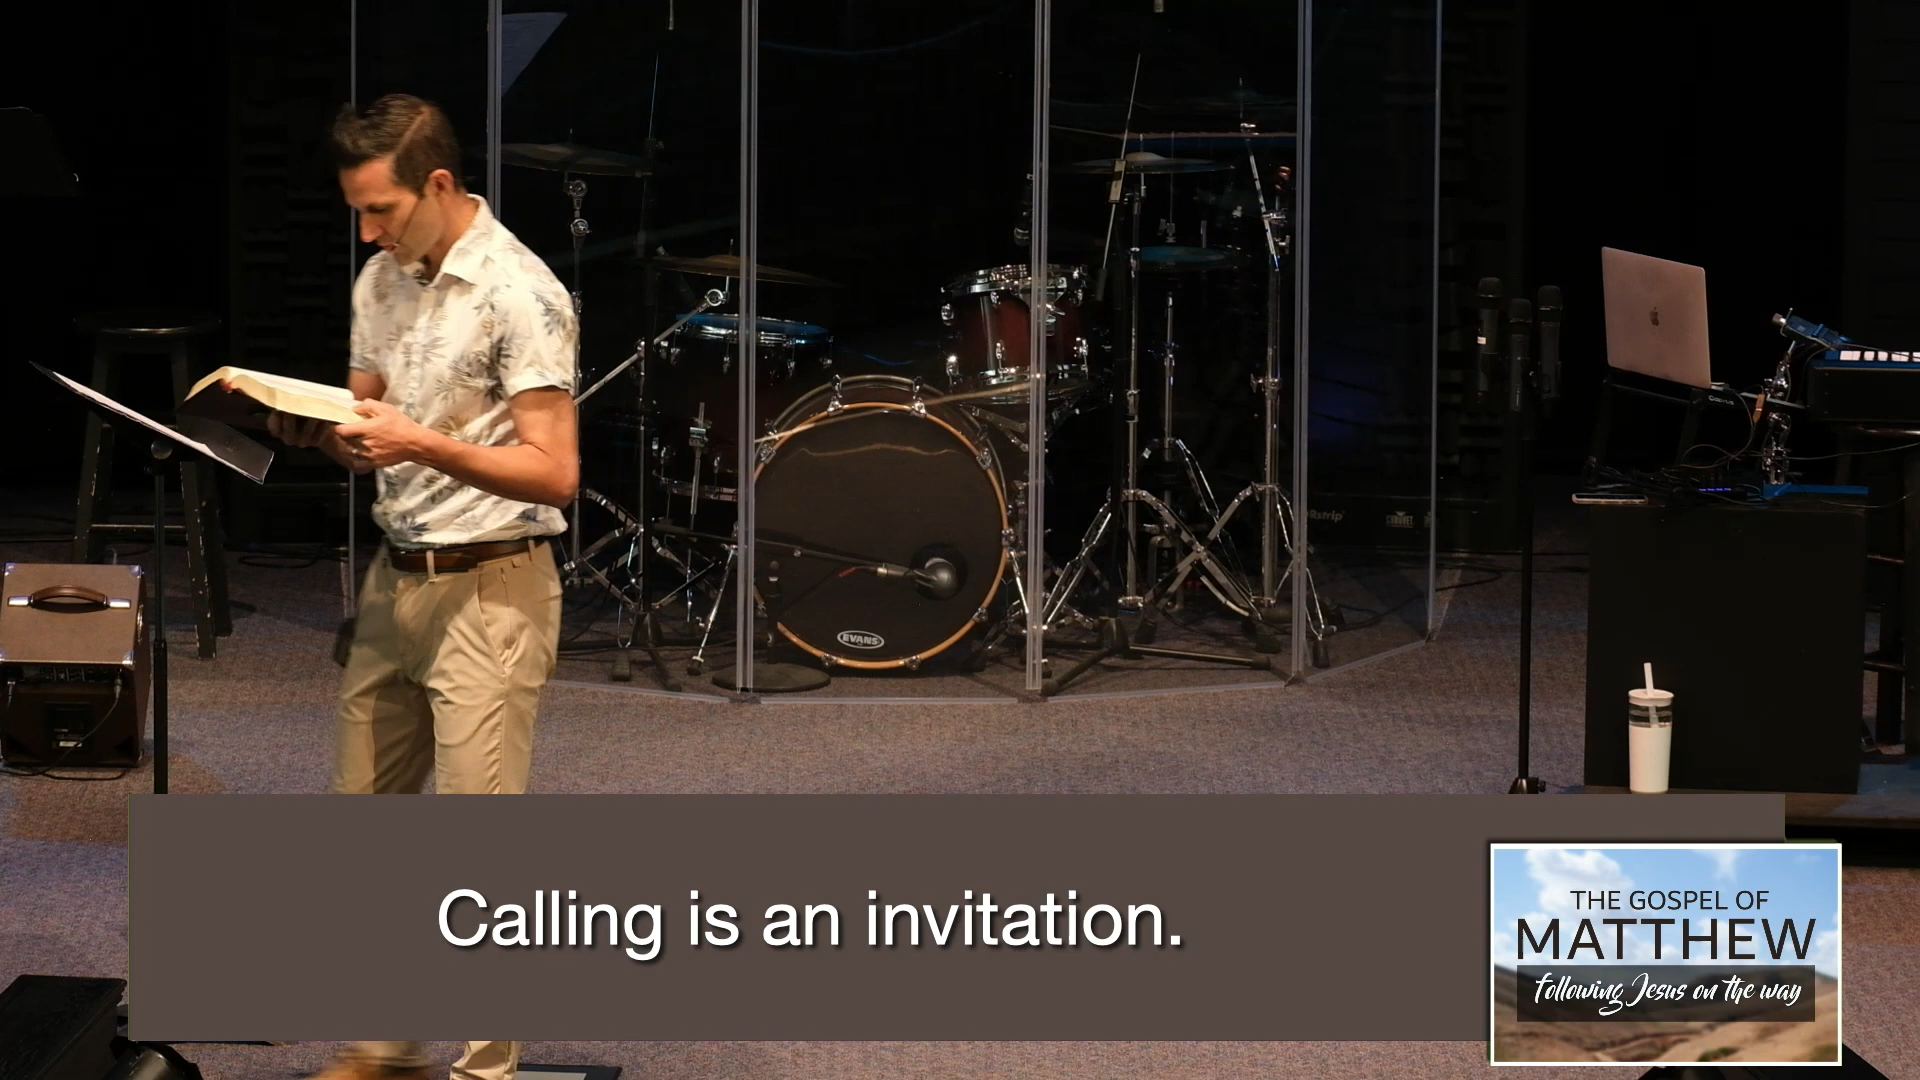 EVANS
Calling is an invitation.
THE GOSPEL OF
MATTHEW
following Jesus on the way